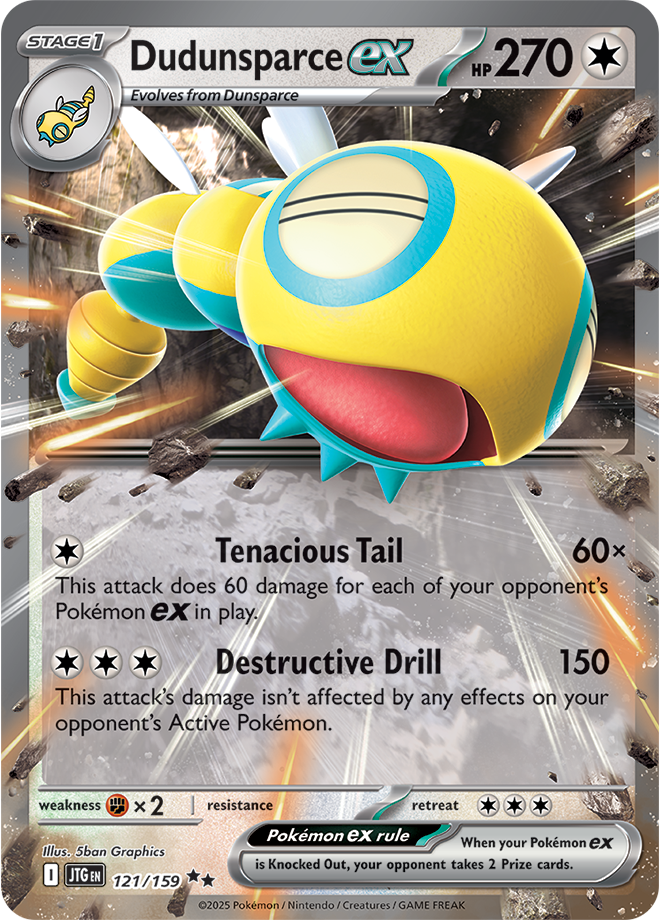 STAGE 1
Dudunsparce ex HP 270
Evolves from Dunsparce
Tenacious Tail 60×
This attack does 60 damage for each of your opponent's
Pokémon ex in play.
Destructive Drill 150
This attack's damage isn't affected by any effects on your
opponent's Active Pokémon.
weakness ×2 resistance retreat
Pokémon ex rule
When your Pokémon ex
is Knocked Out, your opponent takes 2 Prize cards.
Illus. 5ban Graphics
I JTG EN 121/159 ★★
©2025 Pokémon / Nintendo / Creatures / GAME FREAK